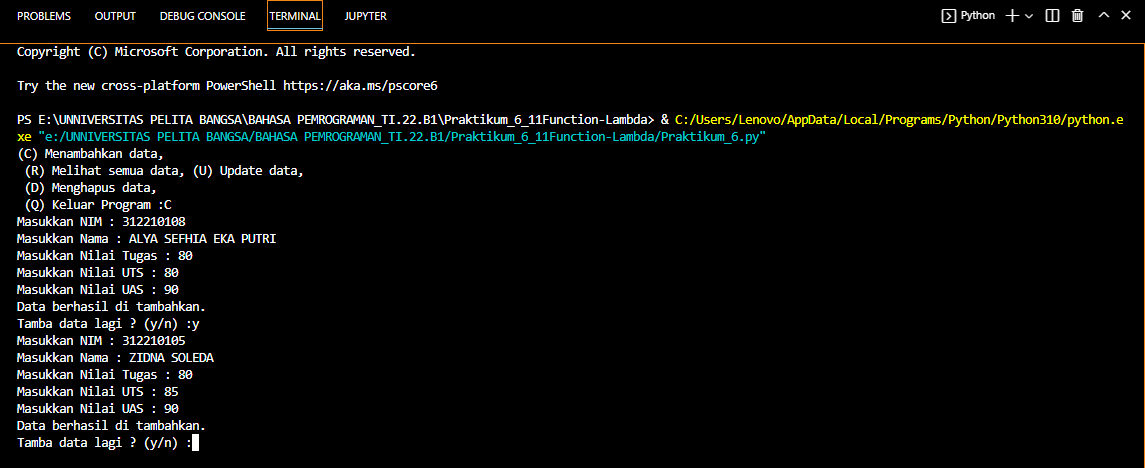 PROBLEMS OUTPUT DEBUG CONSOLE TERMINAL JUPYTER Python
Copyright (C) Microsoft Corporation. All rights reserved.
Try the new cross-platform PowerShell https://aka.ms/pscore6
PS E:\UNNIVERSITAS PELITA BANGSA\BAHASA PEMROGRAMAN_TI.22.B1\Praktikum_6_11Function-Lambda> & C:/Users/Lenovo/AppData/Local/Programs/Python/Python310/python.e
xe "e:/UNNIVERSITAS PELITA BANGSA/BAHASA PEMROGRAMAN_TI.22.B1/Praktikum_6_11Function-Lambda/Praktikum_6.py"
(C) Menambahkan data,
(R) Melihat semua data, (U) Update data,
(D) Menghapus data,
(Q) Keluar Program :C
Masukkan NIM : 312210108
Masukkan Nama : ALYA SEFHIA EKA PUTRI
Masukkan Nilai Tugas : 80
Masukkan Nilai UTS : 80
Masukkan Nilai UAS : 90
Data berhasil di tambahkan.
Tamba data lagi ? (y/n) :y
Masukkan NIM : 312210105
Masukkan Nama : ZIDNA SOLEDA
Masukkan Nilai Tugas : 80
Masukkan Nilai UTS : 85
Masukkan Nilai UAS : 90
Data berhasil di tambahkan.
Tamba data lagi ? (y/n) :